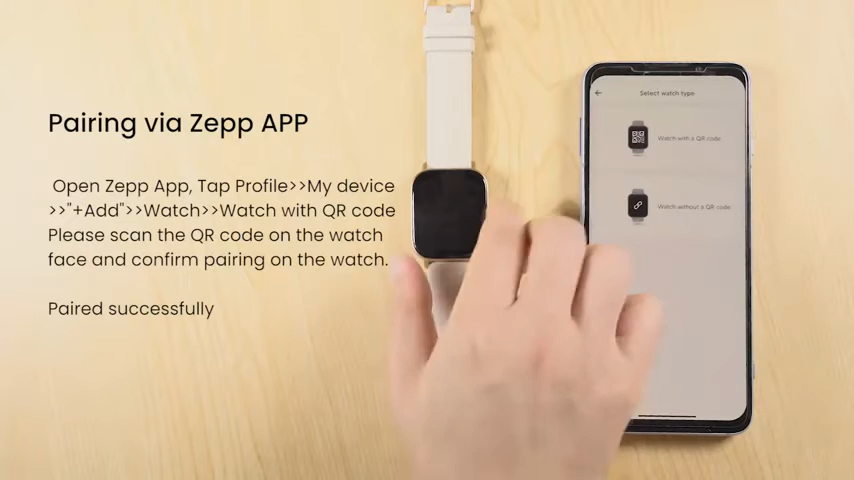 Pairing via Zepp APP
Open Zepp App, Tap Profile>>My device
>>"+Add">>Watch>>Watch with QR code
Please scan the QR code on the watch
face and confirm pairing on the watch.
Paired successfully
Select watch type
Watch with a QR code
Watch without a QR code